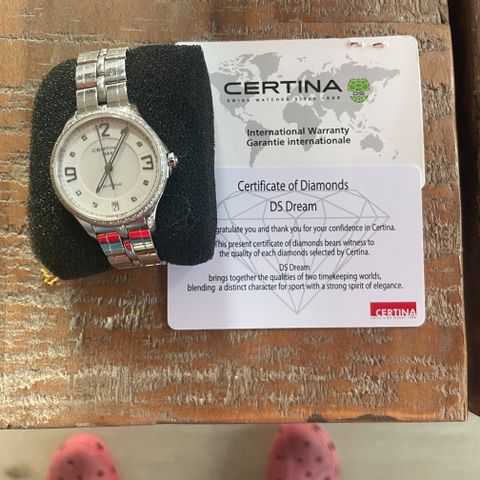 CERTINA
DS
SWISS WATCHES SINCE 1888
International Warranty
Garantie internationale
Certificate of Diamonds
DS Dream
gratulate you and thank you for your confidence in Certina.
This present certificate of diamonds bears witness to
the quality of each diamonds selected by Certina.
DS Dream
brings together the qualities of two timekeeping worlds,
blending a distinct character for sport with a strong spirit of elegance.
CERTINA
CERTINA
2